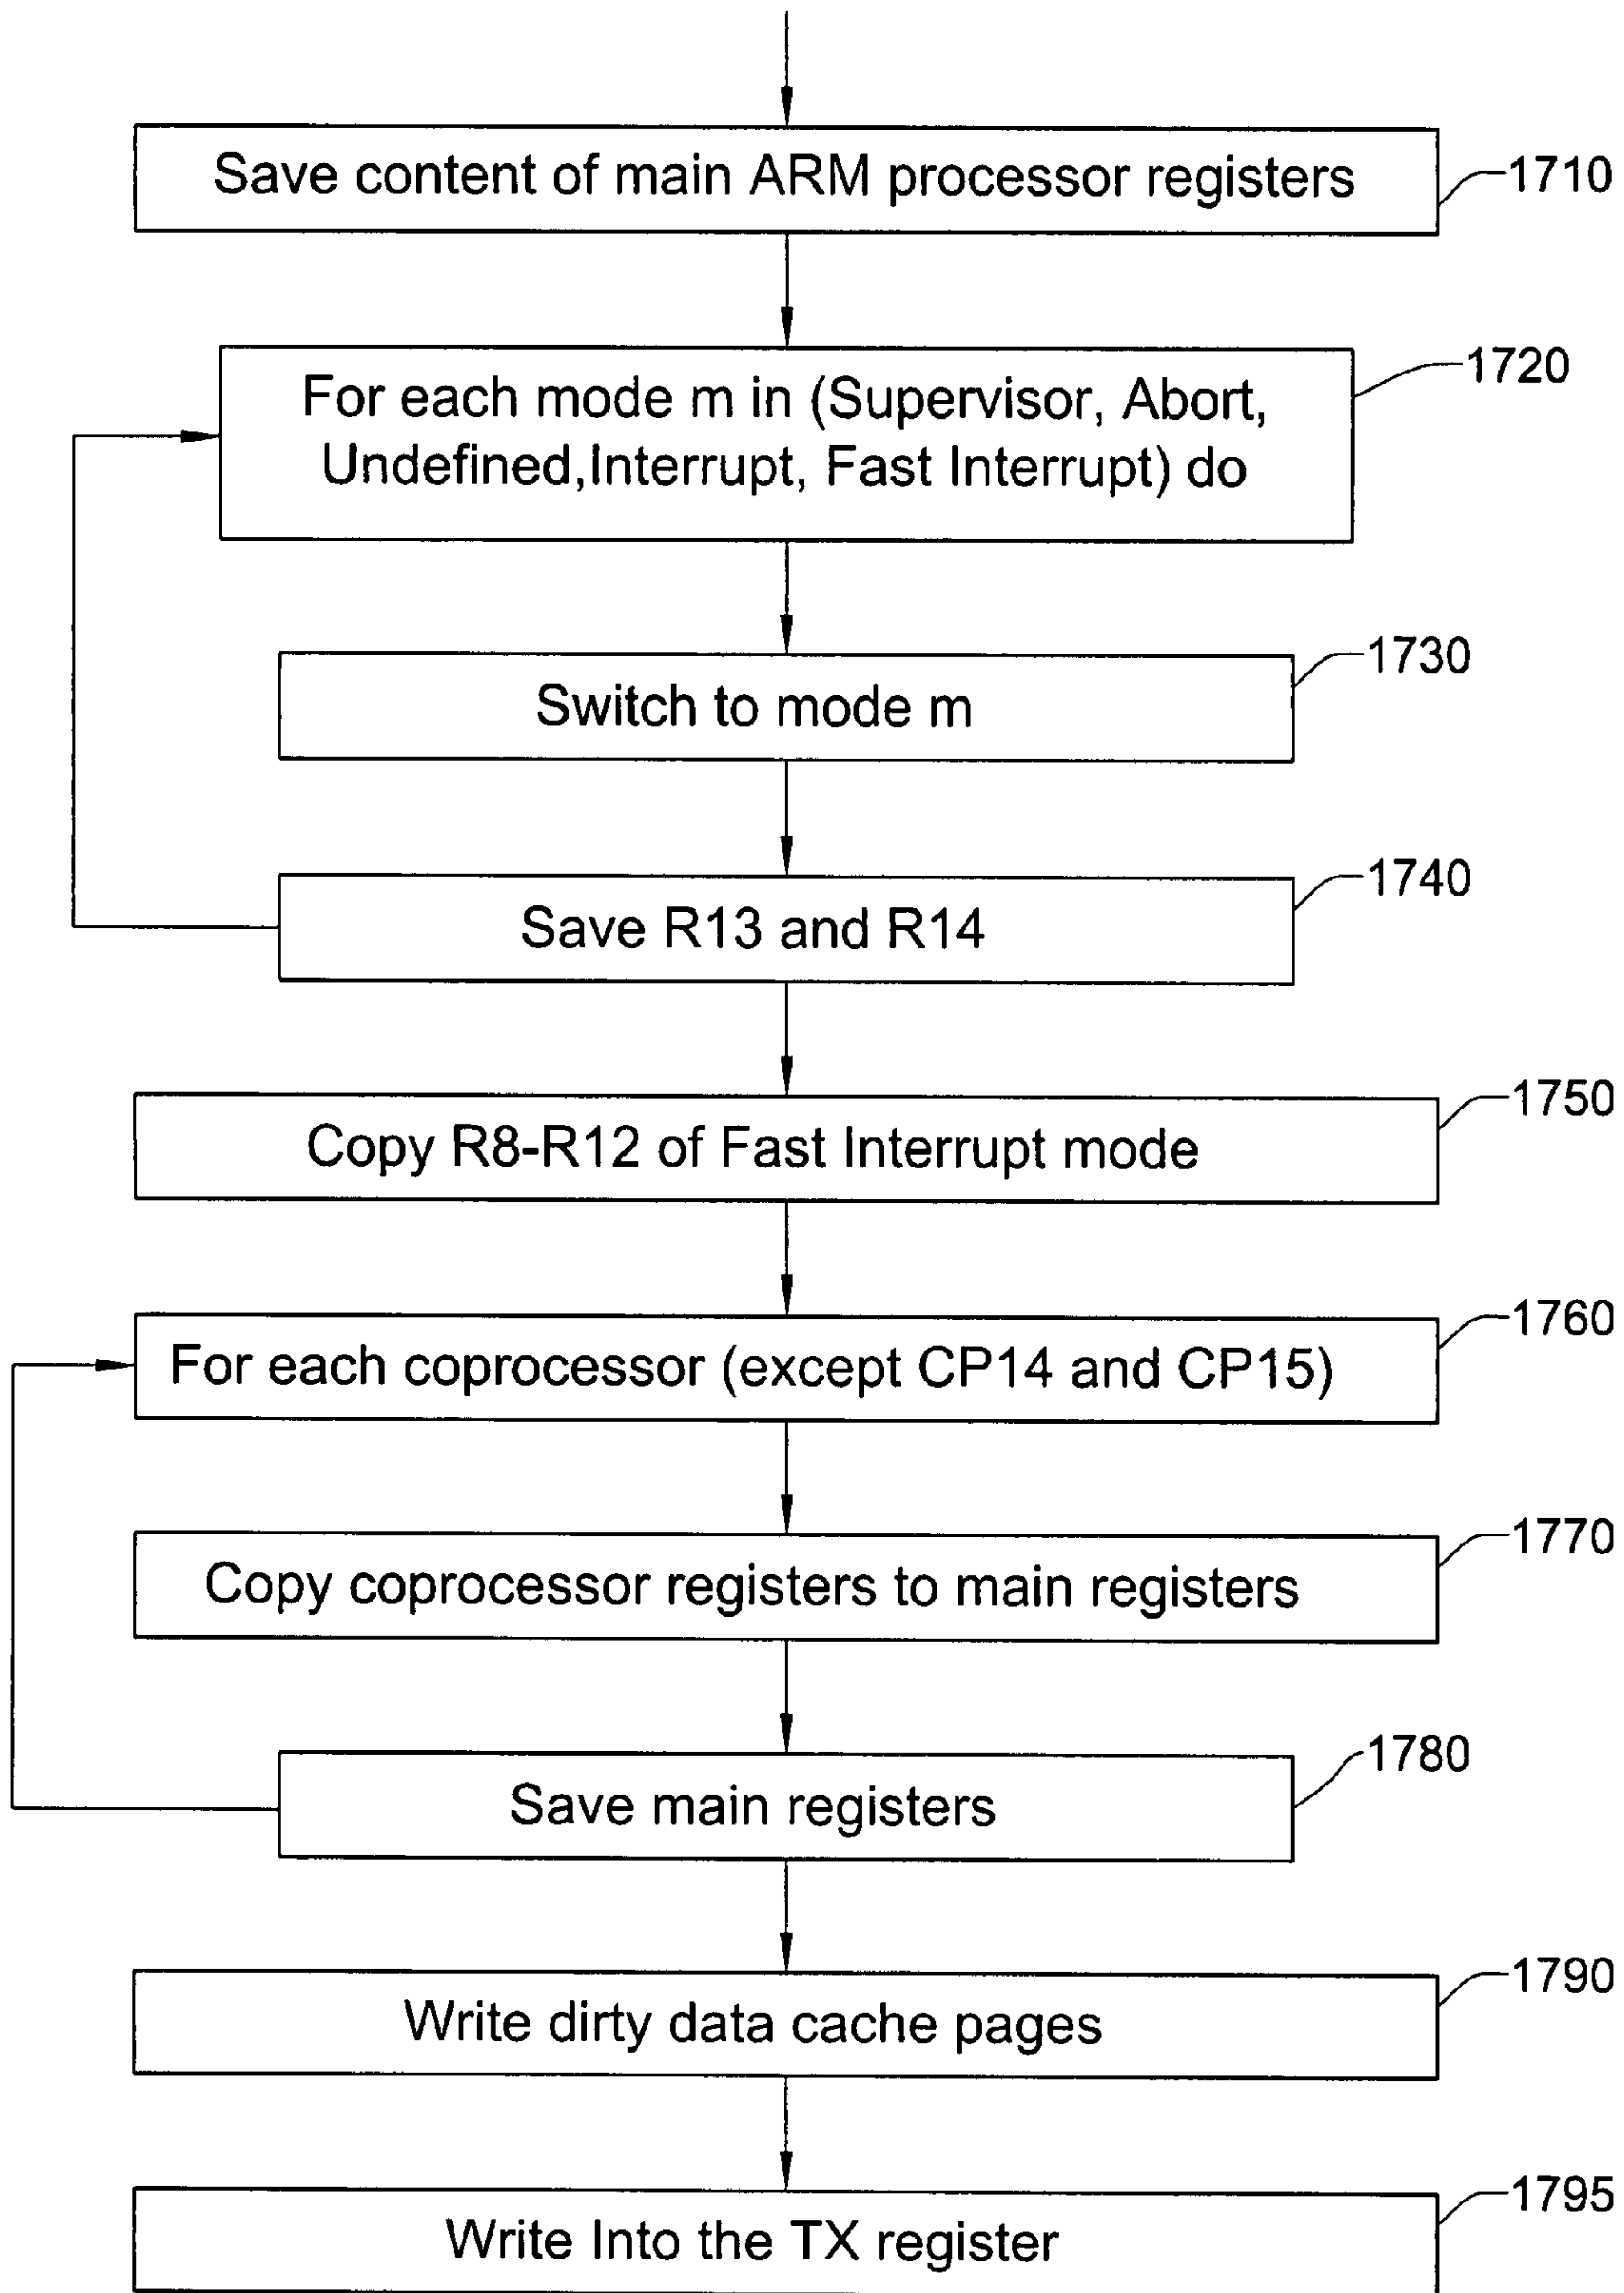 Save content of main ARM processor registers
1710
For each mode m in (Supervisor, Abort,
Undefined,Interrupt, Fast Interrupt) do
1720
Switch to mode m
1730
Save R13 and R14
1740
Copy R8-R12 of Fast Interrupt mode
1750
For each coprocessor (except CP14 and CP15)
1760
Copy coprocessor registers to main registers
1770
Save main registers
1780
Write dirty data cache pages
1790
Write Into the TX register
1795